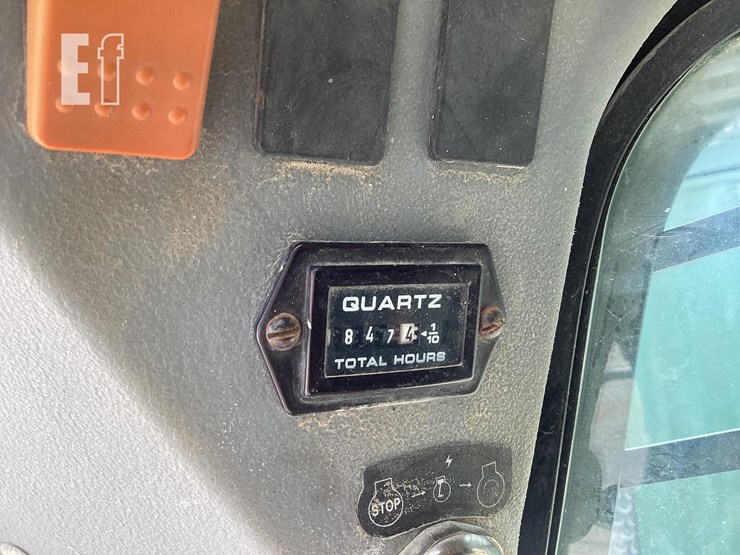 Ef
QUARTZ
8 4 7 4 ◂ 1/10
TOTAL HOURS
STOP